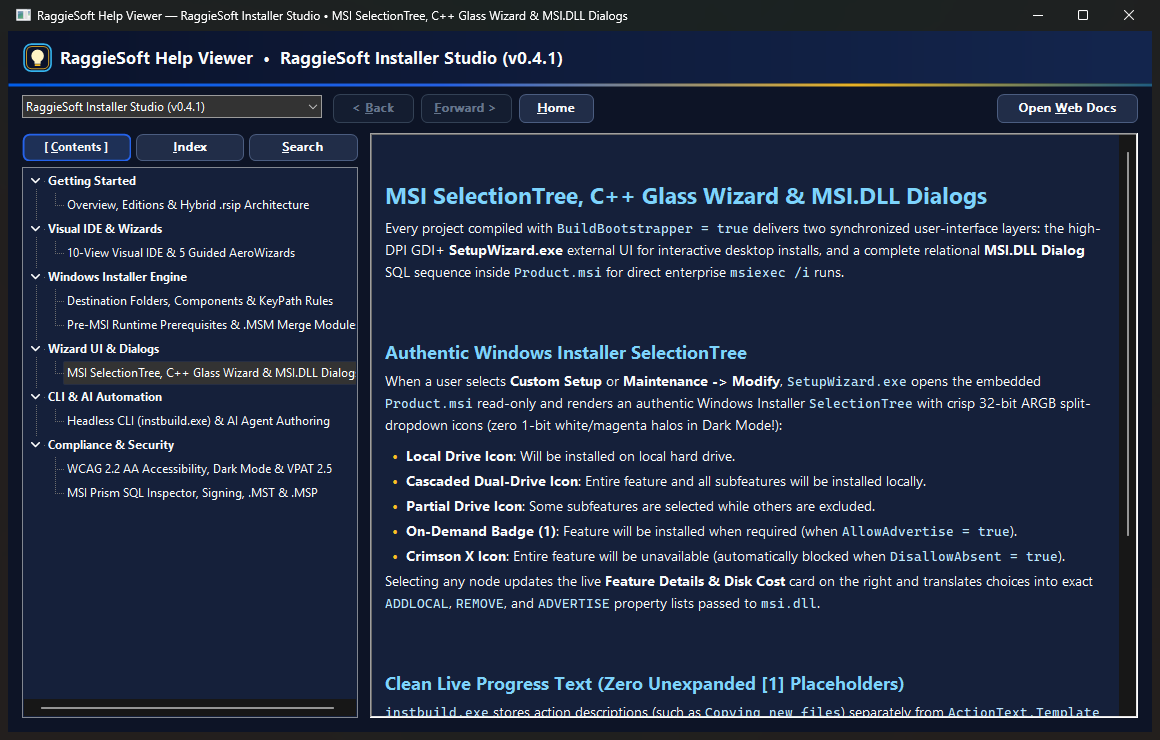 RaggieSoft Help Viewer — RaggieSoft Installer Studio • MSI SelectionTree, C++ Glass Wizard & MSI.DLL Dialogs
RaggieSoft Help Viewer • RaggieSoft Installer Studio (v0.4.1)
RaggieSoft Installer Studio (v0.4.1)
< Back
Forward >
Home
Open Web Docs
[ Contents ]
Index
Search
Getting Started
Overview, Editions & Hybrid .rsip Architecture
Visual IDE & Wizards
10-View Visual IDE & 5 Guided AeroWizards
Windows Installer Engine
Destination Folders, Components & KeyPath Rules
Pre-MSI Runtime Prerequisites & .MSM Merge Module
Wizard UI & Dialogs
MSI SelectionTree, C++ Glass Wizard & MSI.DLL Dialog
CLI & AI Automation
Headless CLI (instbuild.exe) & AI Agent Authoring
Compliance & Security
WCAG 2.2 AA Accessibility, Dark Mode & VPAT 2.5
MSI Prism SQL Inspector, Signing, .MST & .MSP
MSI SelectionTree, C++ Glass Wizard & MSI.DLL Dialogs
Every project compiled with BuildBootstrapper = true delivers two synchronized user-interface layers: the high-
DPI GDI+ SetupWizard.exe external UI for interactive desktop installs, and a complete relational MSI.DLL Dialog
SQL sequence inside Product.msi for direct enterprise msiexec /i runs.
Authentic Windows Installer SelectionTree
When a user selects Custom Setup or Maintenance -> Modify, SetupWizard.exe opens the embedded
Product.msi read-only and renders an authentic Windows Installer SelectionTree with crisp 32-bit ARGB split-
dropdown icons (zero 1-bit white/magenta halos in Dark Mode!):
• Local Drive Icon: Will be installed on local hard drive.
• Cascaded Dual-Drive Icon: Entire feature and all subfeatures will be installed locally.
• Partial Drive Icon: Some subfeatures are selected while others are excluded.
• On-Demand Badge (1): Feature will be installed when required (when AllowAdvertise = true).
• Crimson X Icon: Entire feature will be unavailable (automatically blocked when DisallowAbsent = true).
Selecting any node updates the live Feature Details & Disk Cost card on the right and translates choices into exact
ADDLOCAL, REMOVE, and ADVERTISE property lists passed to msi.dll.
Clean Live Progress Text (Zero Unexpanded [1] Placeholders)
instbuild.exe stores action descriptions (such as Copying new files) separately from ActionText.Template